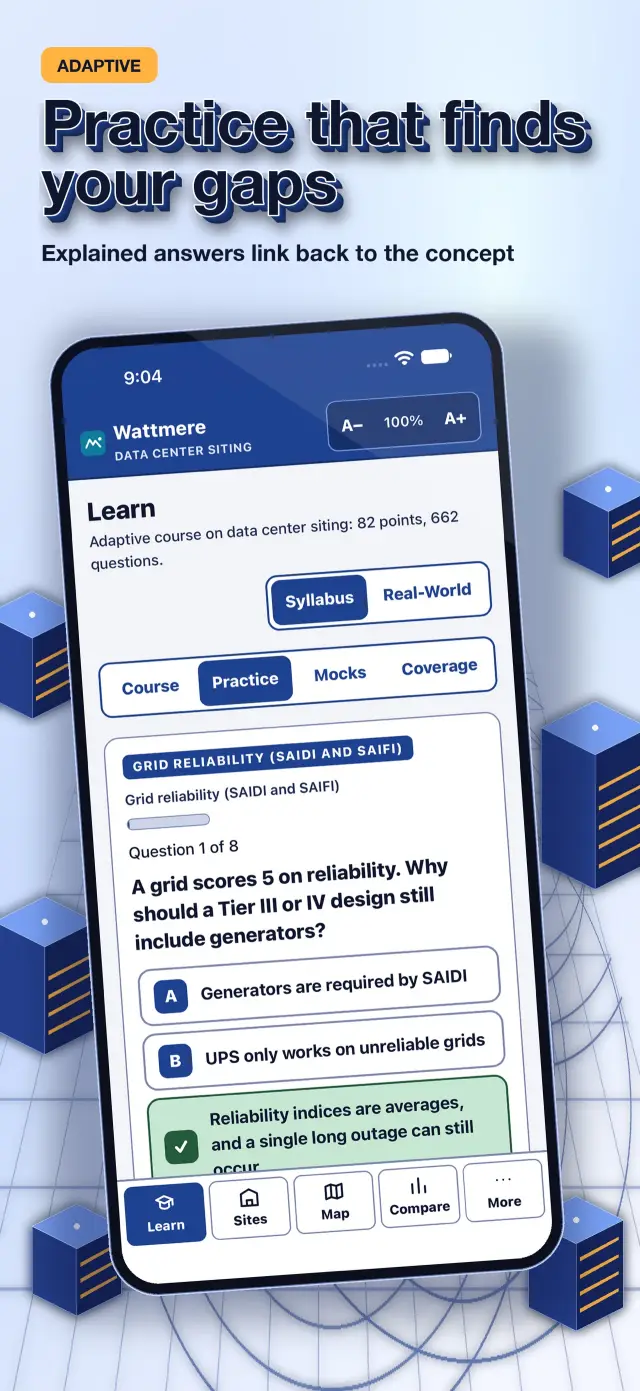 ADAPTIVE
Practice that finds
your gaps
Explained answers link back to the concept
9:04
Wattmere
DATA CENTER SITING
A− 100% A+
Learn
Adaptive course on data center siting: 82 points, 662
questions.
Syllabus Real-World
Course Practice Mocks Coverage
GRID RELIABILITY (SAIDI AND SAIFI)
Grid reliability (SAIDI and SAIFI)
Question 1 of 8
A grid scores 5 on reliability. Why
should a Tier III or IV design still
include generators?
A Generators are required by SAIDI
B UPS only works on unreliable grids
Reliability indices are averages,
and a single long outage can still
occur
Learn Sites Map Compare More